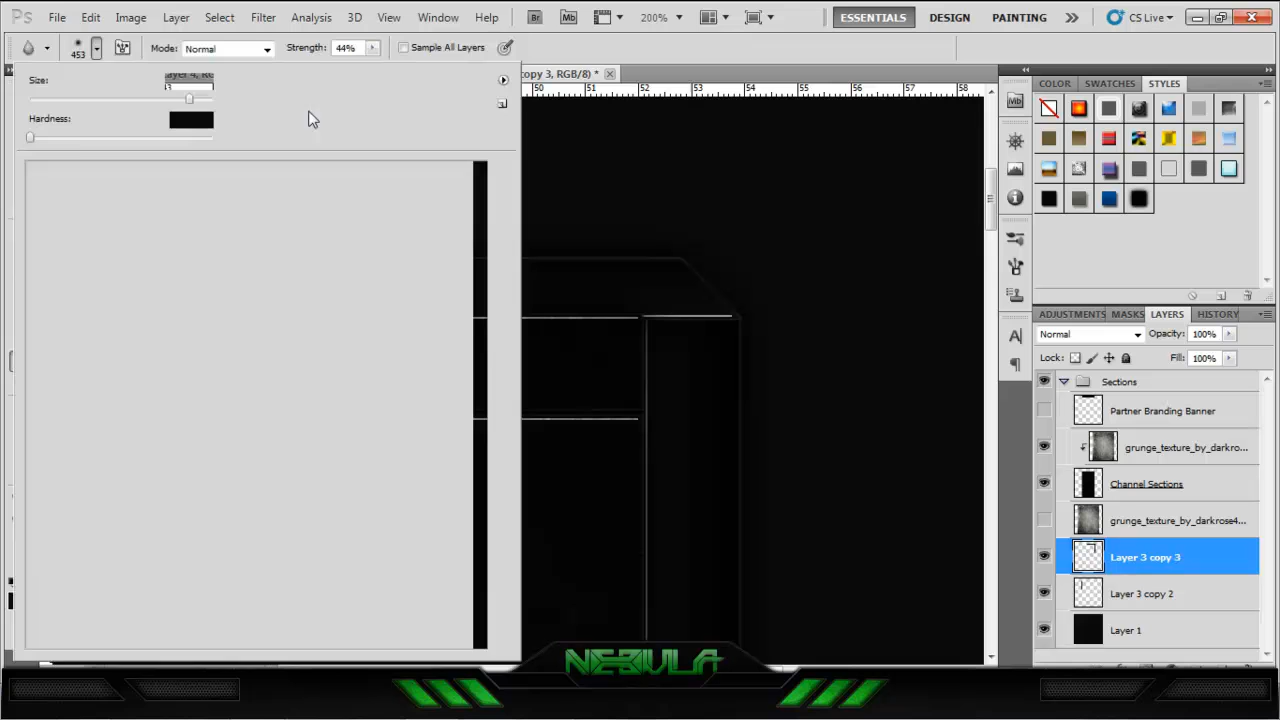 Ps File Edit Image Layer Select Filter Analysis 3D View Window Help Br Mb 200% ESSENTIALS DESIGN PAINTING CS Live
453 Mode: Normal Strength: 44% Sample All Layers
copy 3, RGB/8) *
Size:
Hardness:
50 51 52 53 54 55 56 57 58
Mb
COLOR SWATCHES STYLES
ADJUSTMENTS MASKS LAYERS HISTORY
Normal Opacity: 100%
Lock: Fill: 100%
Sections
Partner Branding Banner
grunge_texture_by_darkro...
Channel Sections
grunge_texture_by_darkrose4...
Layer 3 copy 3
Layer 3 copy 2
Layer 1
NEBULA